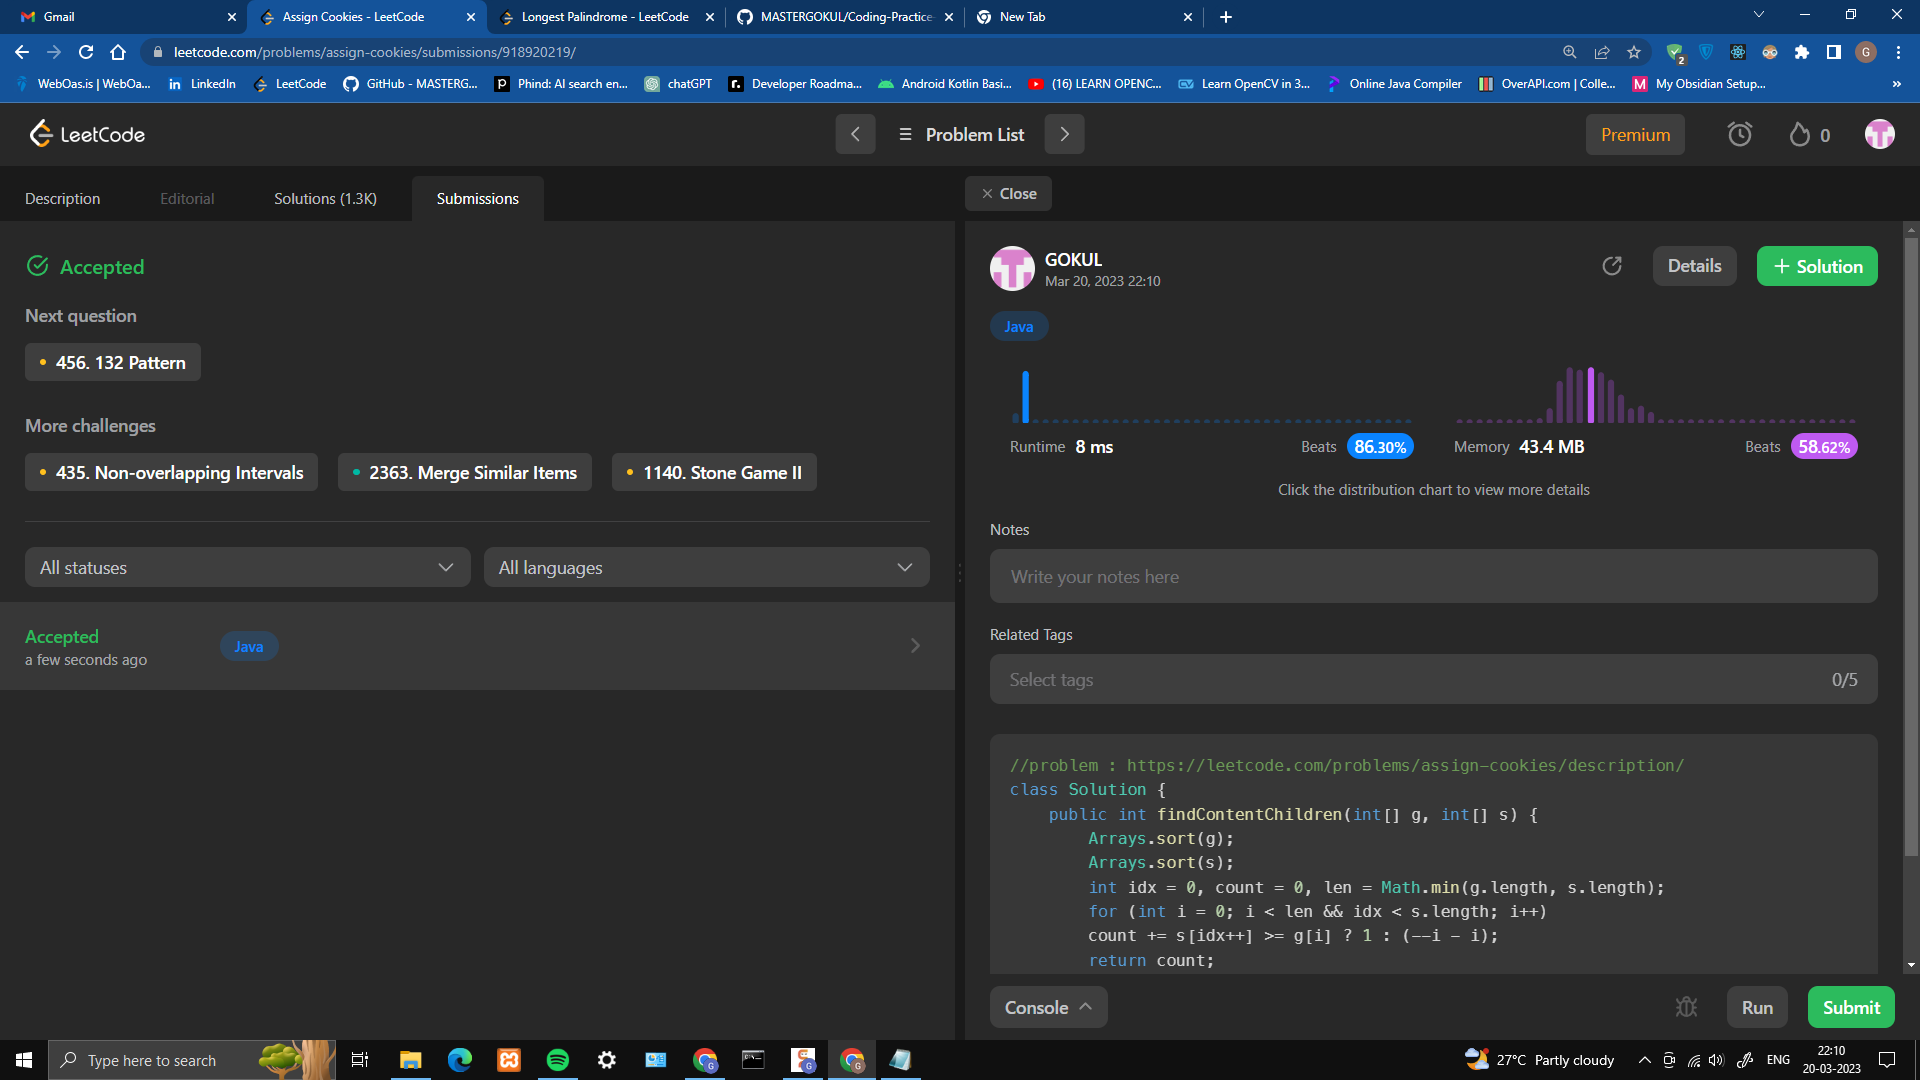 Gmail
Assign Cookies - LeetCode
Longest Palindrome - LeetCode
MASTERGOKUL/Coding-Practice-
New Tab
leetcode.com/problems/assign-cookies/submissions/918920219/
2
G
WebOas.is | WebOa...
LinkedIn
LeetCode
GitHub - MASTERG...
Phind: AI search en...
chatGPT
Developer Roadma...
Android Kotlin Basi...
(16) LEARN OPENC...
Learn OpenCV in 3...
Online Java Compiler
OverAPI.com | Colle...
My Obsidian Setup...
»
LeetCode
Problem List
Premium
0
Description
Editorial
Solutions (1.3K)
Submissions
Close
Accepted
Next question
456. 132 Pattern
More challenges
435. Non-overlapping Intervals
2363. Merge Similar Items
1140. Stone Game II
All statuses
All languages
Accepted
a few seconds ago
Java
GOKUL
Mar 20, 2023 22:10
Details
+ Solution
Java
Runtime 8 ms
Beats 86.30%
Memory 43.4 MB
Beats 58.62%
Click the distribution chart to view more details
Notes
Write your notes here
Related Tags
Select tags
0/5
//problem : https://leetcode.com/problems/assign-cookies/description/
class Solution {
public int findContentChildren(int[] g, int[] s) {
Arrays.sort(g);
Arrays.sort(s);
int idx = 0, count = 0, len = Math.min(g.length, s.length);
for (int i = 0; i < len && idx < s.length; i++)
count += s[idx++] >= g[i] ? 1 : (--i - i);
return count;
Console
Run
Submit
Type here to search
27°C Partly cloudy
ENG
22:10
20-03-2023